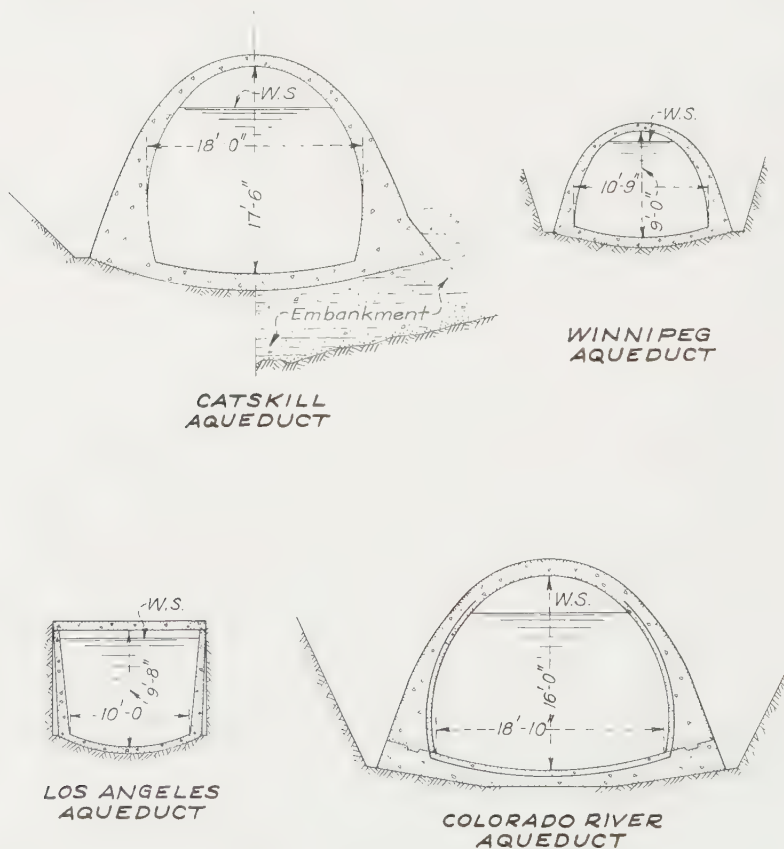 W.S.
18' 0"
17'-6"
Embankment
CATSKILL
AQUEDUCT
W.S.
10'-9"
9'-0"
WINNIPEG
AQUEDUCT
W.S.
9'-8"
10'-0
LOS ANGELES
AQUEDUCT
W.S.
16'-0"
18'-10"
COLORADO RIVER
AQUEDUCT